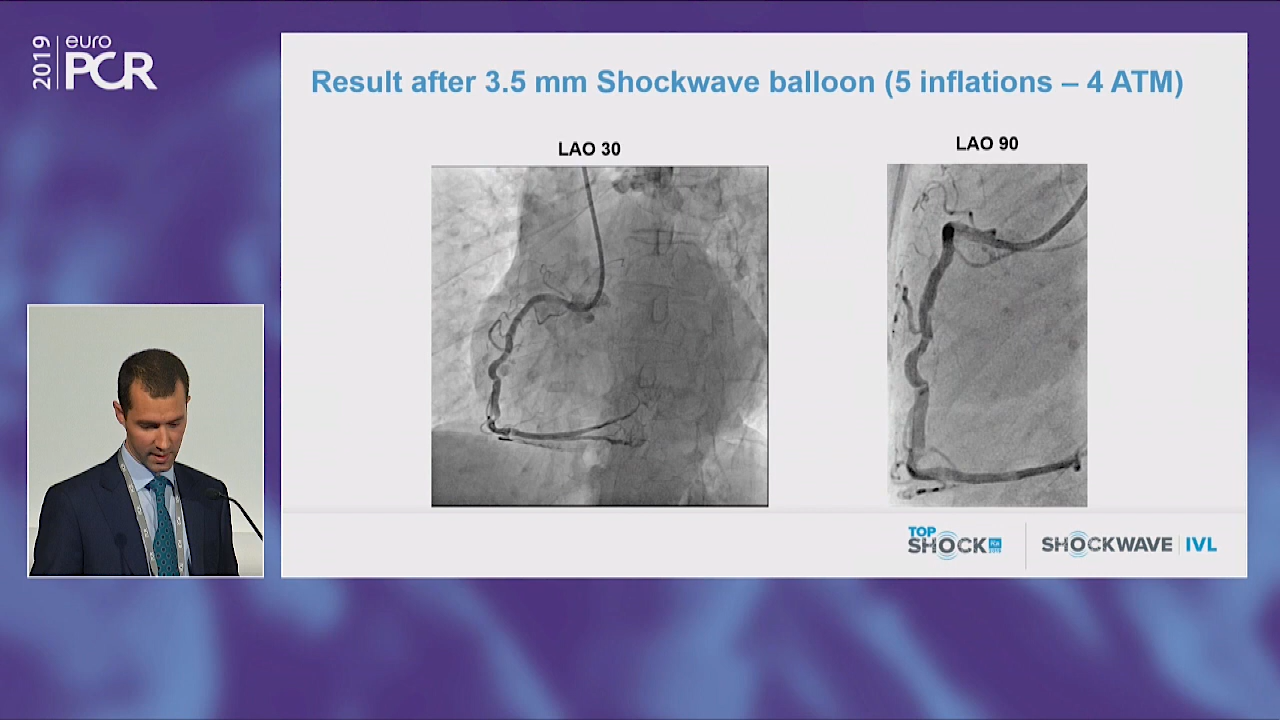 2019
euro
PCR
Result after 3.5 mm Shockwave balloon (5 inflations – 4 ATM)
LAO 30
LAO 90
TOP
SHOCK
SHOCKWAVE | IVL